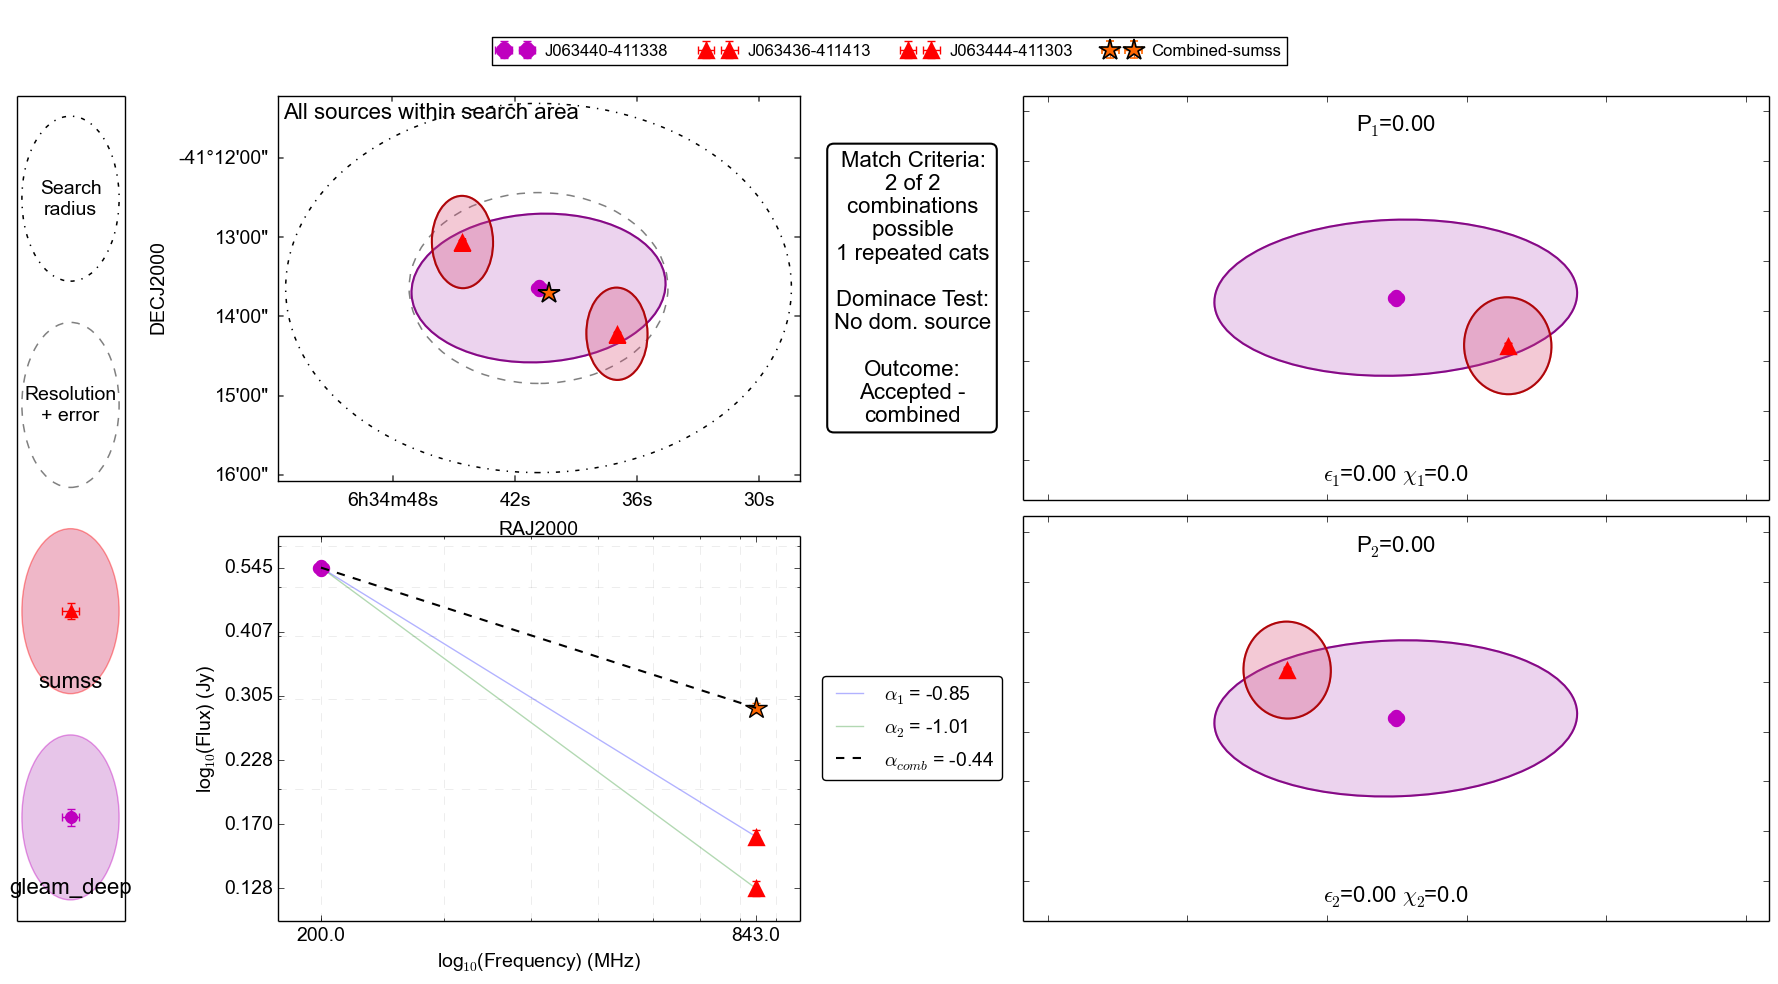 J063440-411338
J063436-411413
J063444-411303
Combined-sumss
Search
radius
Resolution
+ error
sumss
gleam_deep
All sources within search area
DECJ2000
-41°12'00"
13'00"
14'00"
15'00"
16'00"
6h34m48s
42s
36s
30s
RAJ2000
Match Criteria:
2 of 2
combinations
possible
1 repeated cats
Dominace Test:
No dom. source
Outcome:
Accepted -
combined
P₁=0.00
ϵ₁=0.00 χ₁=0.0
log₁₀(Flux) (Jy)
0.545
0.407
0.305
0.228
0.170
0.128
200.0
843.0
log₁₀(Frequency) (MHz)
α₁ = -0.85
α₂ = -1.01
α_comb = -0.44
P₂=0.00
ϵ₂=0.00 χ₂=0.0